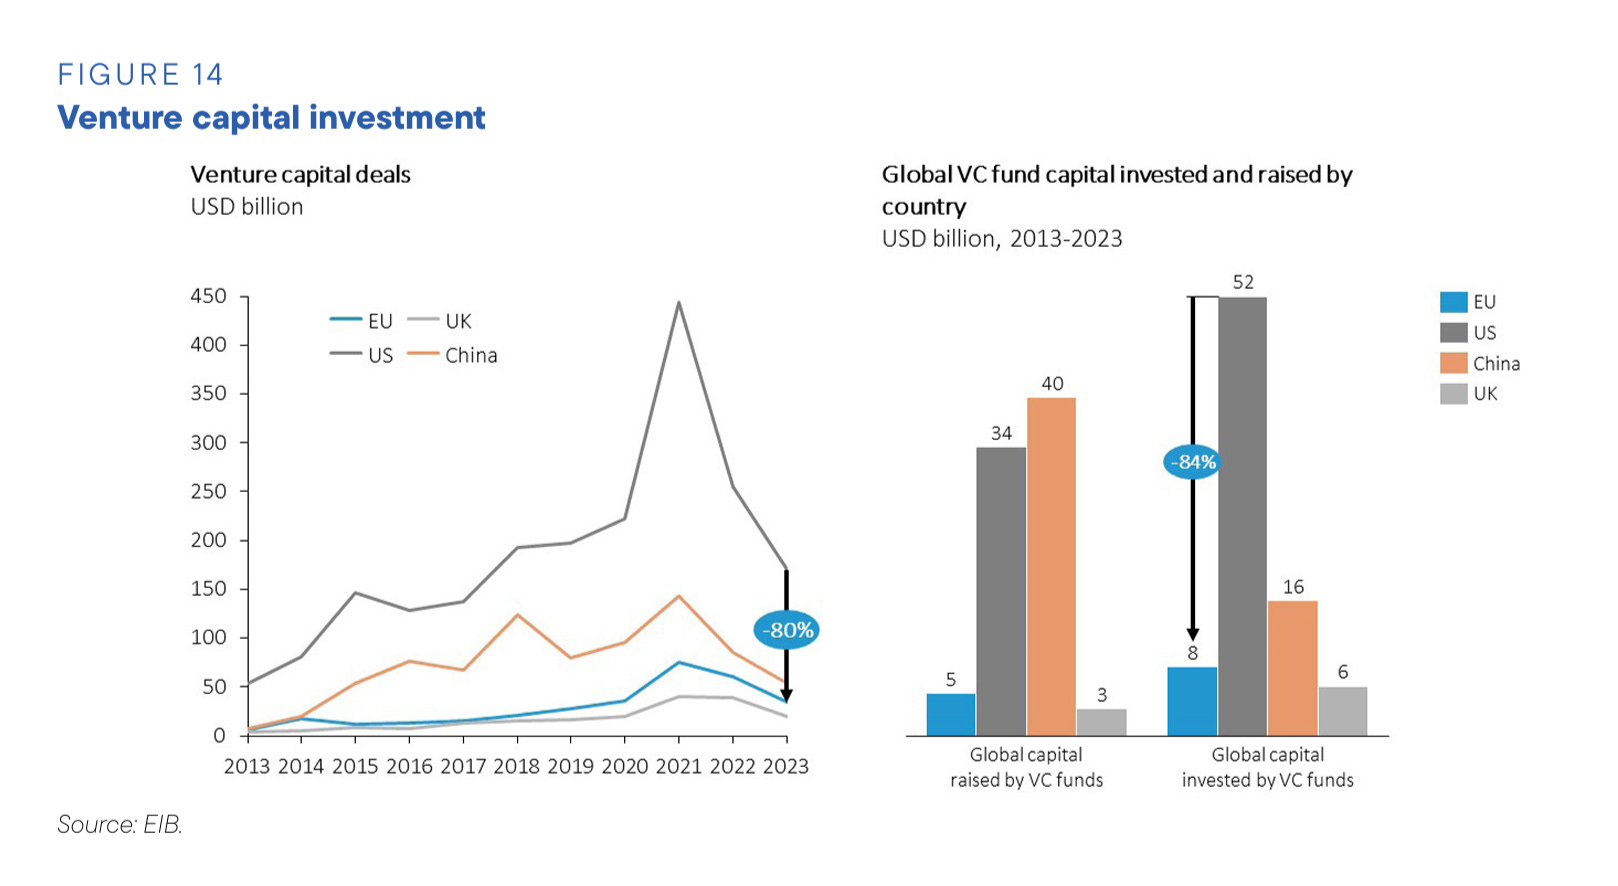 FIGURE 14
Venture capital investment
Venture capital deals
USD billion
450
400
350
300
250
200
150
100
50
0
EU
UK
US
China
-80%
2013 2014 2015 2016 2017 2018 2019 2020 2021 2022 2023
Global VC fund capital invested and raised by
country
USD billion, 2013-2023
5
34
40
3
8
52
16
6
-84%
Global capital
raised by VC funds
Global capital
invested by VC funds
EU
US
China
UK
Source: EIB.